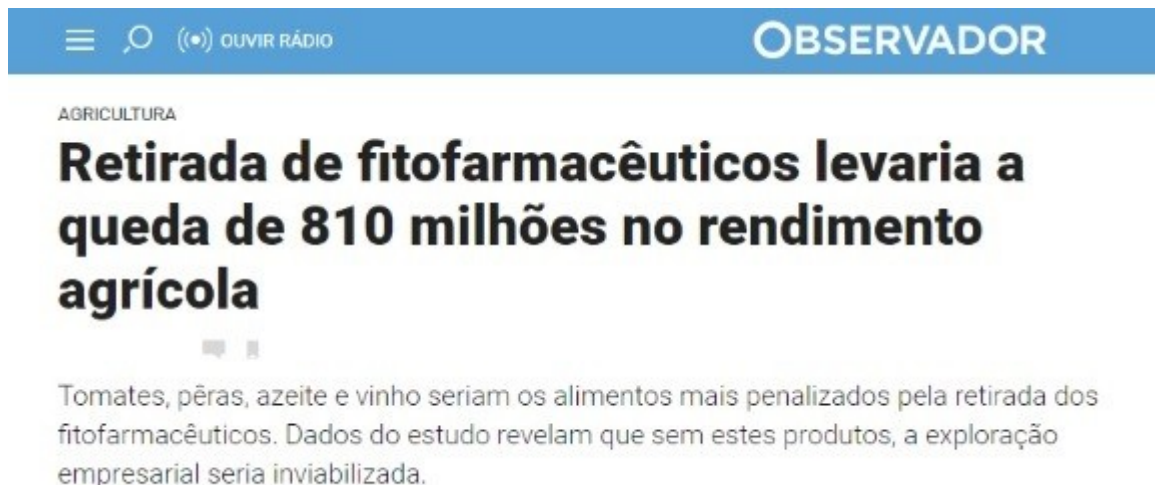 OUVIR RÁDIO
OBSERVADOR
AGRICULTURA
Retirada de fitofarmacêuticos levaria a
queda de 810 milhões no rendimento
agrícola
Tomates, pêras, azeite e vinho seriam os alimentos mais penalizados pela retirada dos
fitofarmacêuticos. Dados do estudo revelam que sem estes produtos, a exploração
empresarial seria inviabilizada.